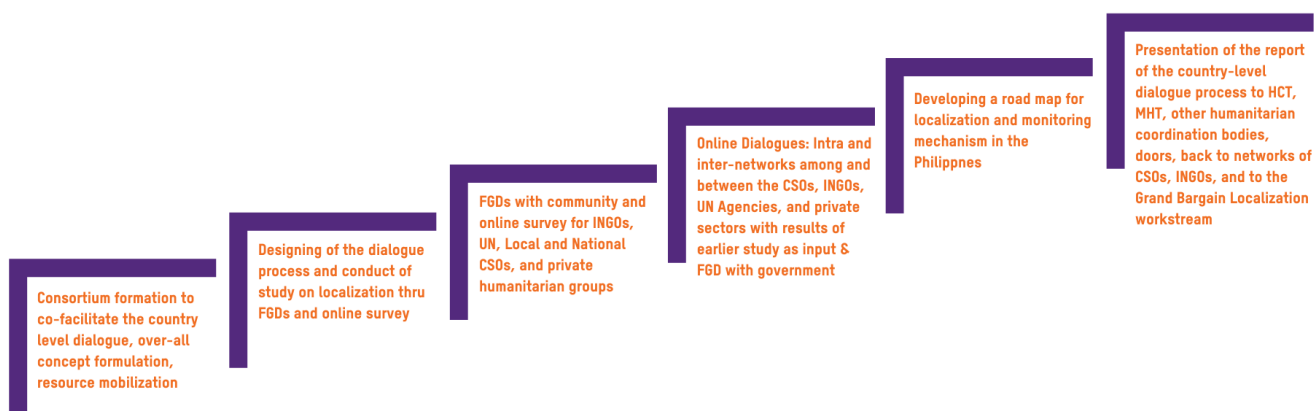 Consortium formation to
co-facilitate the country
level dialogue, over-all
concept formulation,
resource mobilization
Designing of the dialogue
process and conduct of
study on localization thru
FGDs and online survey
FGDs with community and
online survey for INGOs,
UN, Local and National
CSOs, and private
humanitarian groups
Online Dialogues: Intra and
inter-networks among and
between the CSOs, INGOs,
UN Agencies, and private
sectors with results of
earlier study as input &
FGD with government
Developing a road map for
localization and monitoring
mechanism in the
Philippnes
Presentation of the report
of the country-level
dialogue process to HCT,
MHT, other humanitarian
coordination bodies,
doors, back to networks of
CSOs, INGOs, and to the
Grand Bargain Localization
workstream